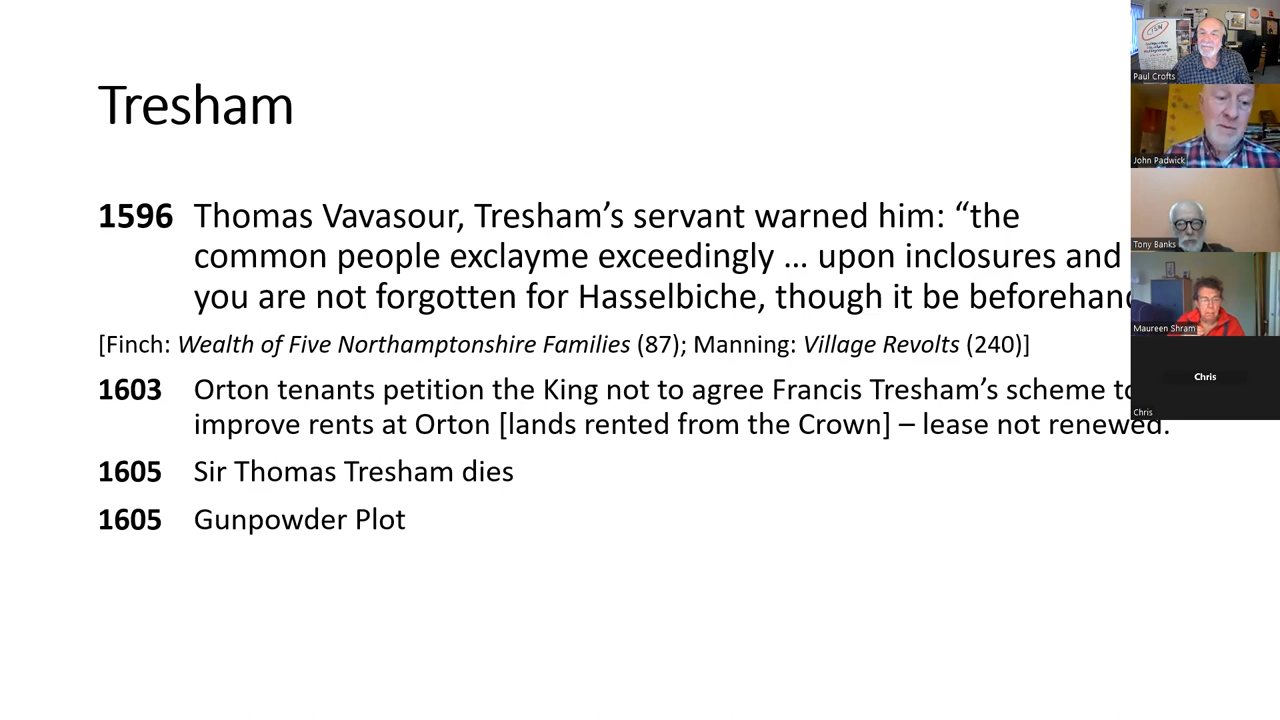 Tresham
1596 Thomas Vavasour, Tresham’s servant warned him: “the
common people exclayme exceedingly … upon inclosures and
you are not forgotten for Hasselbiche, though it be
[Finch: Wealth of Five Northamptonshire Families (87); Manning: Village Revolts (240)]
1603 Orton tenants petition the King not to agree Francis Tresham’s scheme to
improve rents at Orton [lands rented from the Crown] – lease not renewed.
1605 Sir Thomas Tresham dies
1605 Gunpowder Plot
Paul Crofts
John Padwick
Tony Banks
Maureen Shram
Chris
Chris